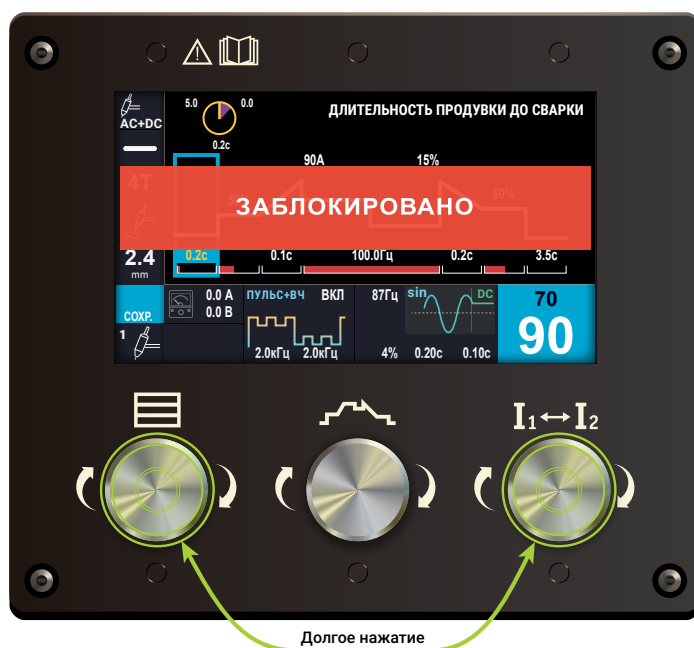 AC+DC
5.0
0.0
0.2с
ДЛИТЕЛЬНОСТЬ ПРОДУВКИ ДО СВАРКИ
90А
15%
4T
50%
50%
ЗАБЛОКИРОВАНО
2.4
mm
0.2с
0.1с
100.0Гц
0.2с
3.5с
СОХР.
1
0.0 A
0.0 В
ПУЛЬС+ВЧ ВКЛ
2.0кГц 2.0кГц
87Гц
sin
DC
4% 0.20с 0.10с
70
90
I₁↔I₂
Долгое нажатие